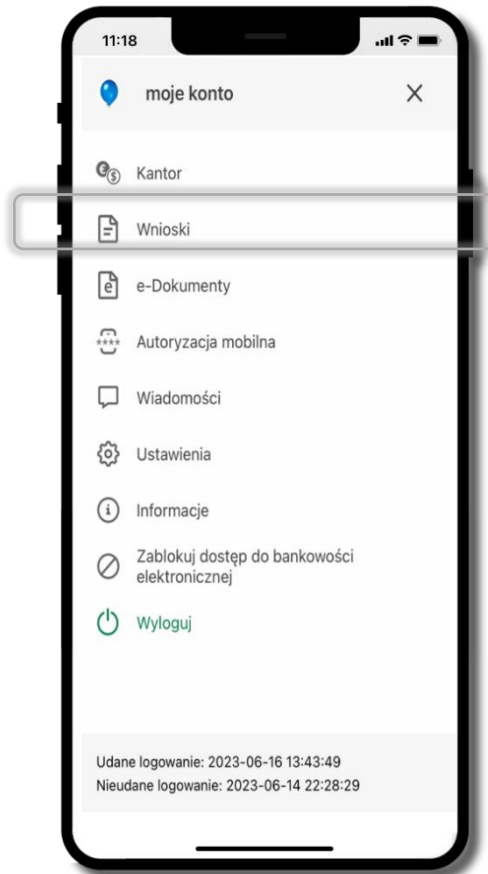 11:18
moje konto
Kantor
Wnioski
e-Dokumenty
Autoryzacja mobilna
Wiadomości
Ustawienia
Informacje
Zablokuj dostęp do bankowości
elektronicznej
Wyloguj
Udane logowanie: 2023-06-16 13:43:49
Nieudane logowanie: 2023-06-14 22:28:29